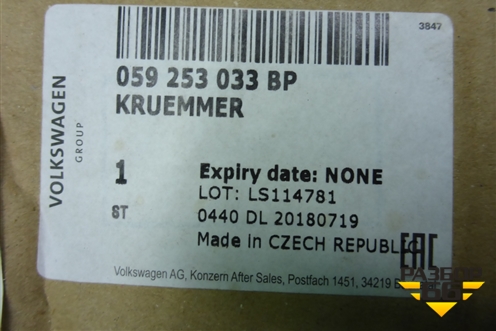 3847
VOLKSWAGEN
GROUP
059 253 033 BP
KRUEMMER
1
ST
Expiry date: NONE
LOT: LS114781
0440 DL 20180719
Made in CZECH REPUBLIC
EAC
Volkswagen AG, Konzern After Sales, Postfach 1451, 34219